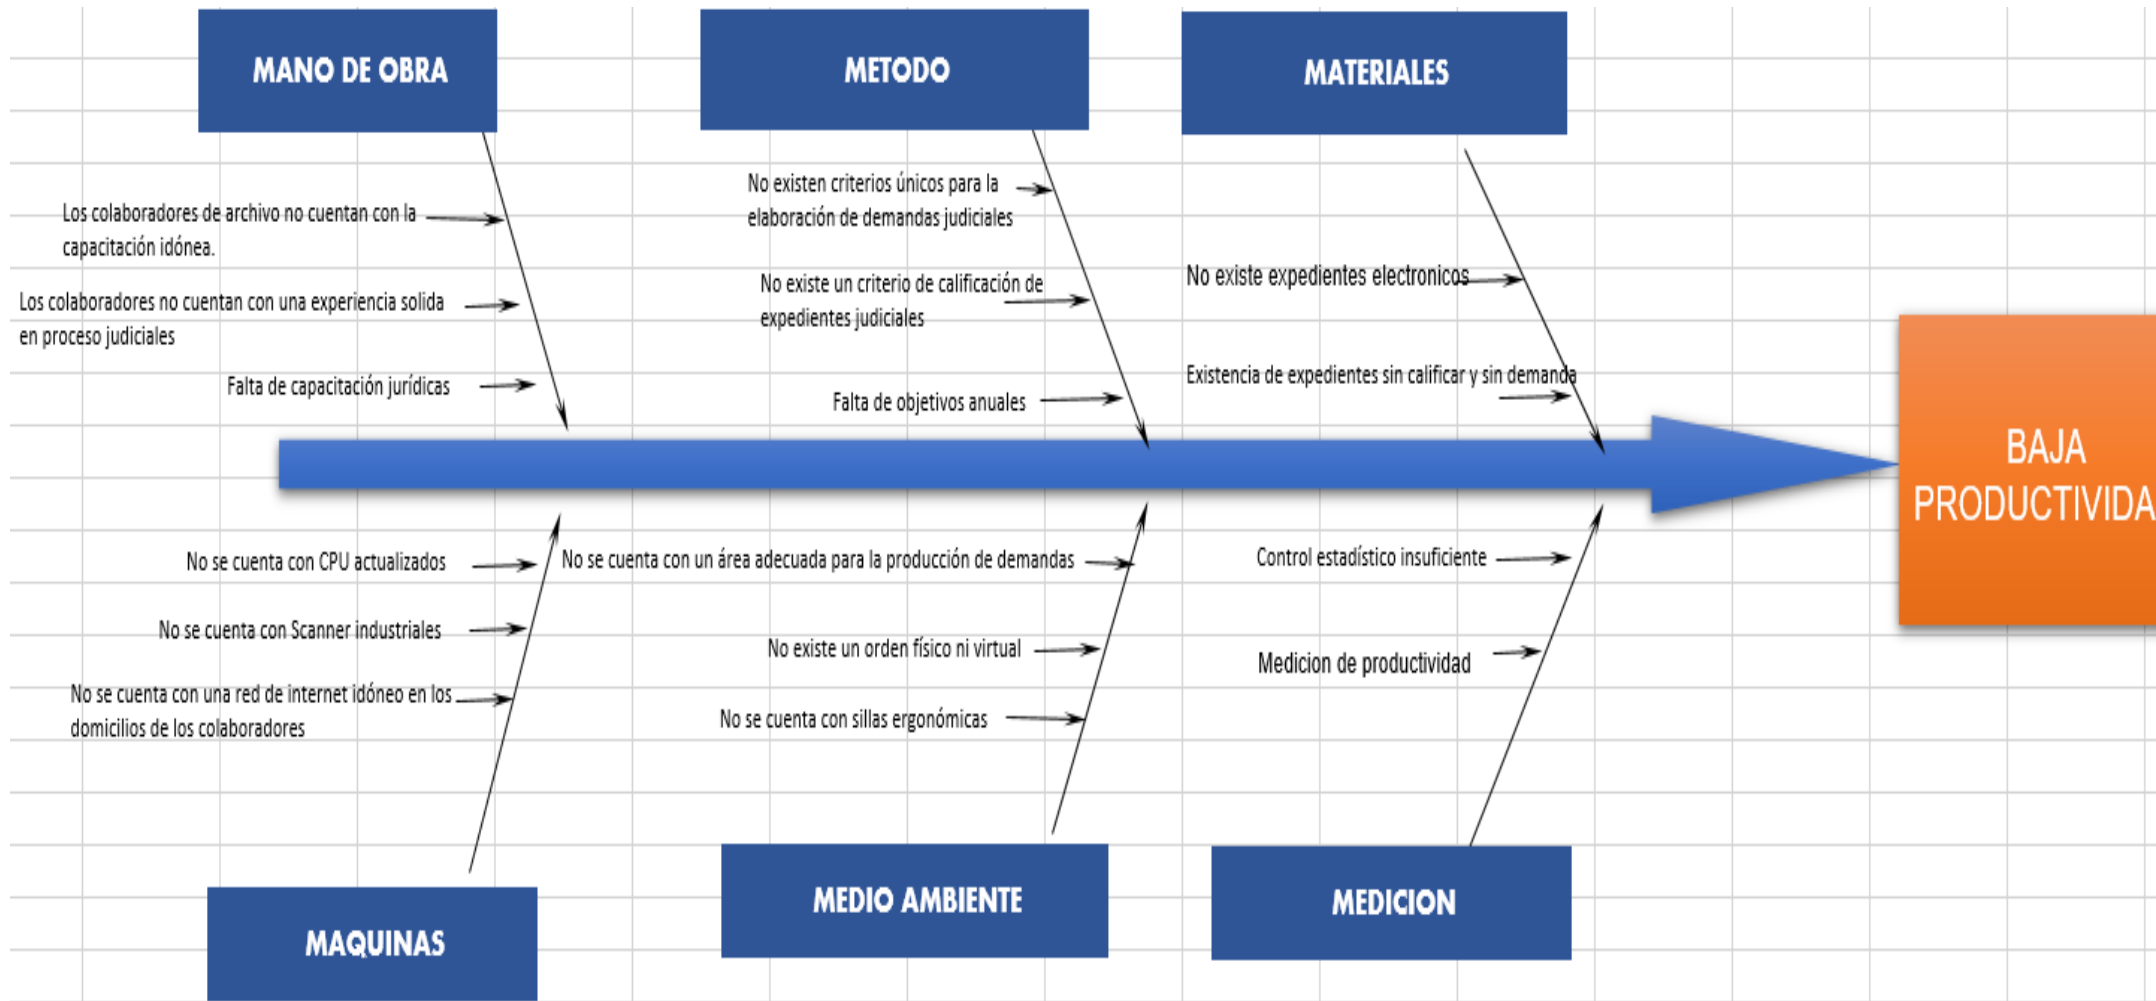 MANO DE OBRA
METODO
MATERIALES
Los colaboradores de archivo no cuentan con la
capacitación idónea.
Los colaboradores no cuentan con una experiencia solida
en proceso judiciales
Falta de capacitación jurídicas
No existen criterios únicos para la
elaboración de demandas judiciales
No existe un criterio de calificación de
expedientes judiciales
Falta de objetivos anuales
No existe expedientes electronicos
Existencia de expedientes sin calificar y sin demanda
BAJA
PRODUCTIVIDA
No se cuenta con CPU actualizados
No se cuenta con Scanner industriales
No se cuenta con una red de internet idóneo en los
domicilios de los colaboradores
No se cuenta con un área adecuada para la producción de demandas
No existe un orden físico ni virtual
No se cuenta con sillas ergonómicas
Control estadístico insuficiente
Medicion de productividad
MAQUINAS
MEDIO AMBIENTE
MEDICION